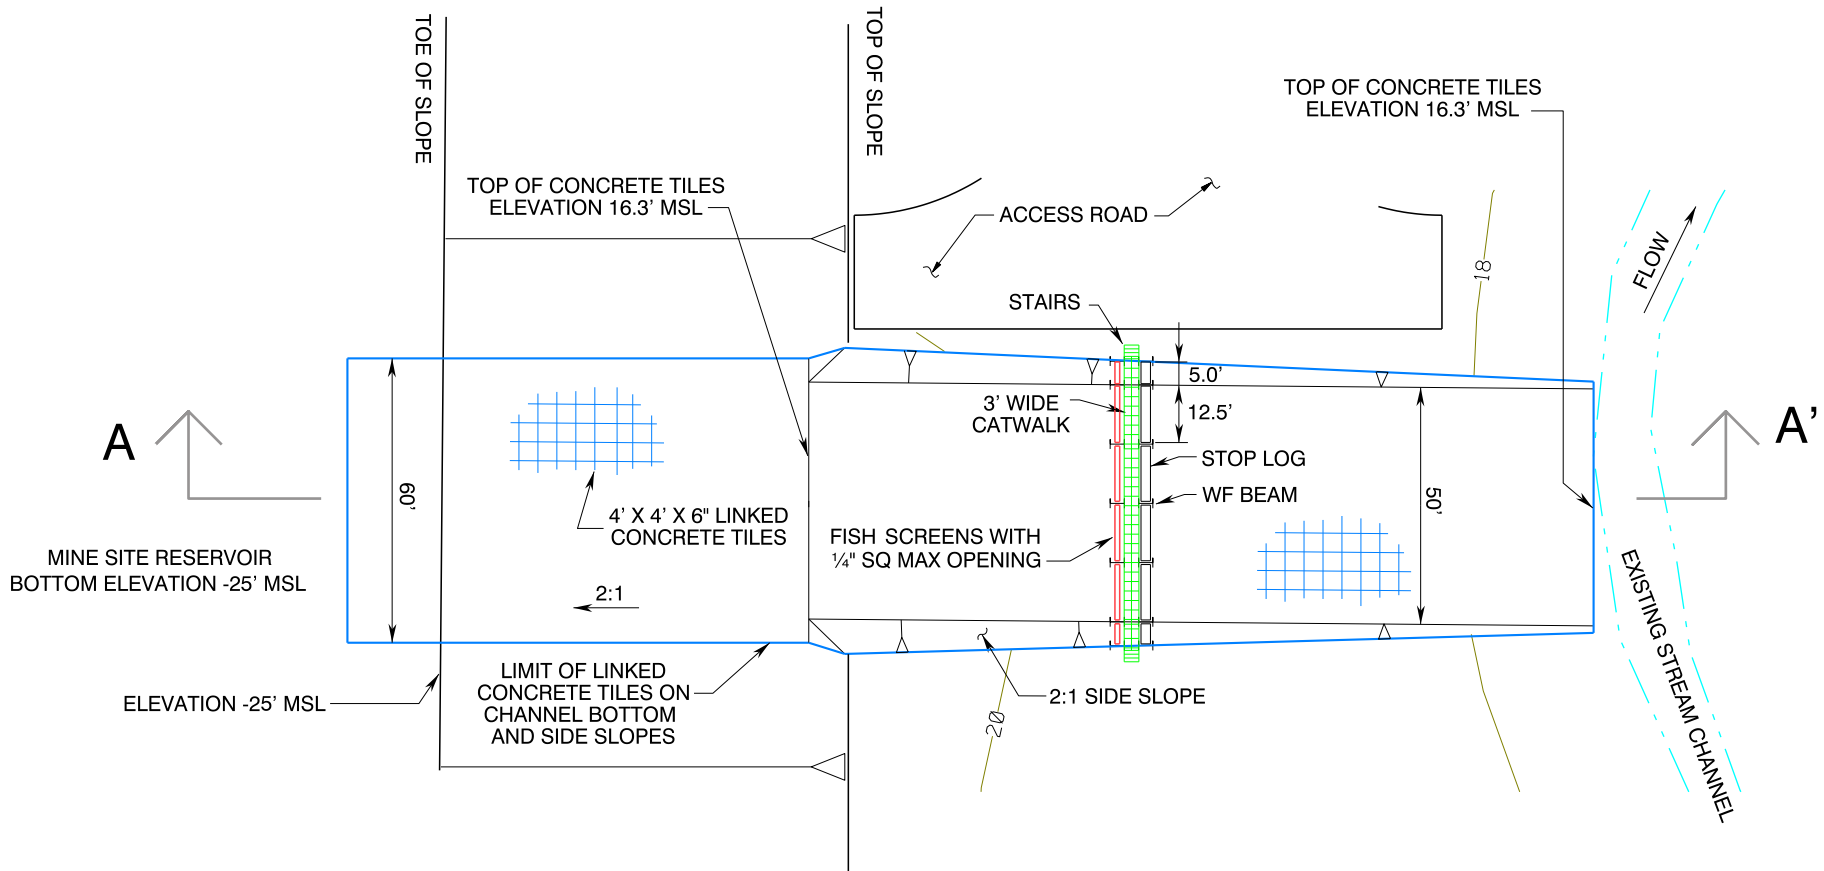 TOE OF SLOPE
TOP OF SLOPE
TOP OF CONCRETE TILES
ELEVATION 16.3' MSL
TOP OF CONCRETE TILES
ELEVATION 16.3' MSL
ACCESS ROAD
18
FLOW
STAIRS
5.0'
3' WIDE
CATWALK
12.5'
A
A'
STOP LOG
WF BEAM
60'
50'
4' X 4' X 6" LINKED
CONCRETE TILES
FISH SCREENS WITH
¼" SQ MAX OPENING
MINE SITE RESERVOIR
BOTTOM ELEVATION -25' MSL
2:1
EXISTING STREAM CHANNEL
LIMIT OF LINKED
CONCRETE TILES ON
CHANNEL BOTTOM
AND SIDE SLOPES
ELEVATION -25' MSL
2:1 SIDE SLOPE
20